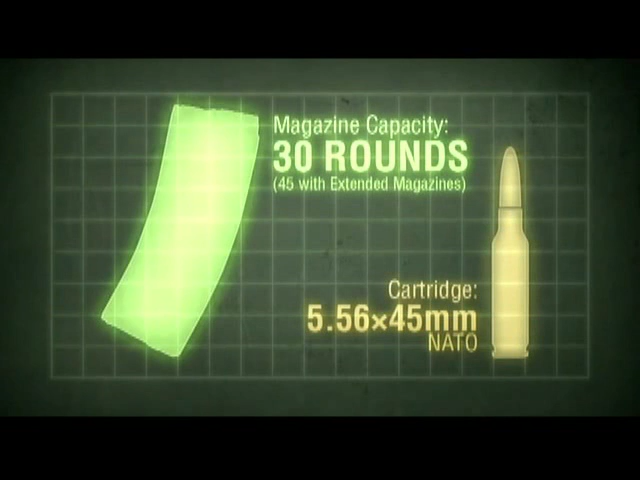 Magazine Capacity:
30 ROUNDS
(45 with Extended Magazines)
Cartridge:
5.56×45mm
NATO